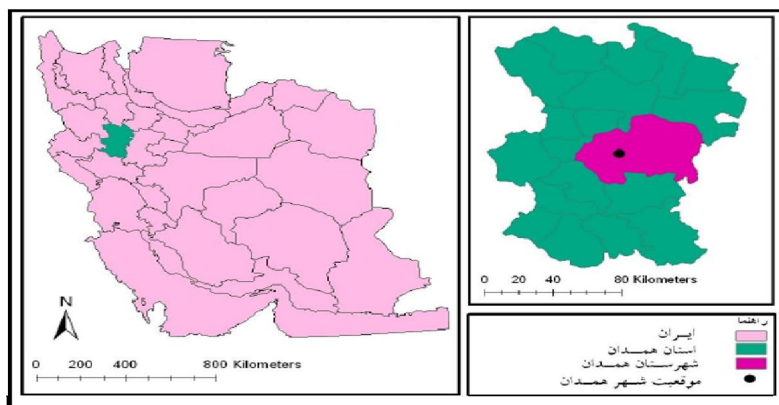 N
0 200 400 800 Kilometers
0 20 40 80 Kilometers
راهنما
ایران
استان همدان
شهرستان همدان
موقعیت شهر همدان